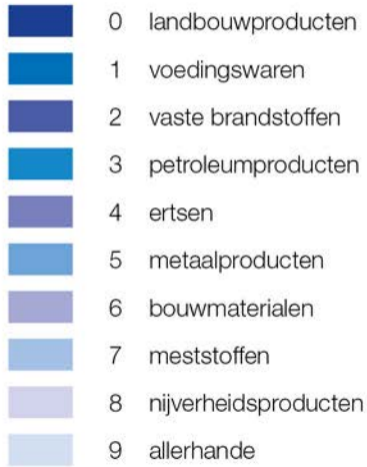 0 landbouwproducten
1 voedingswaren
2 vaste brandstoffen
3 petroleumproducten
4 ertsen
5 metaalproducten
6 bouwmaterialen
7 meststoffen
8 nijverheidsproducten
9 allerhande